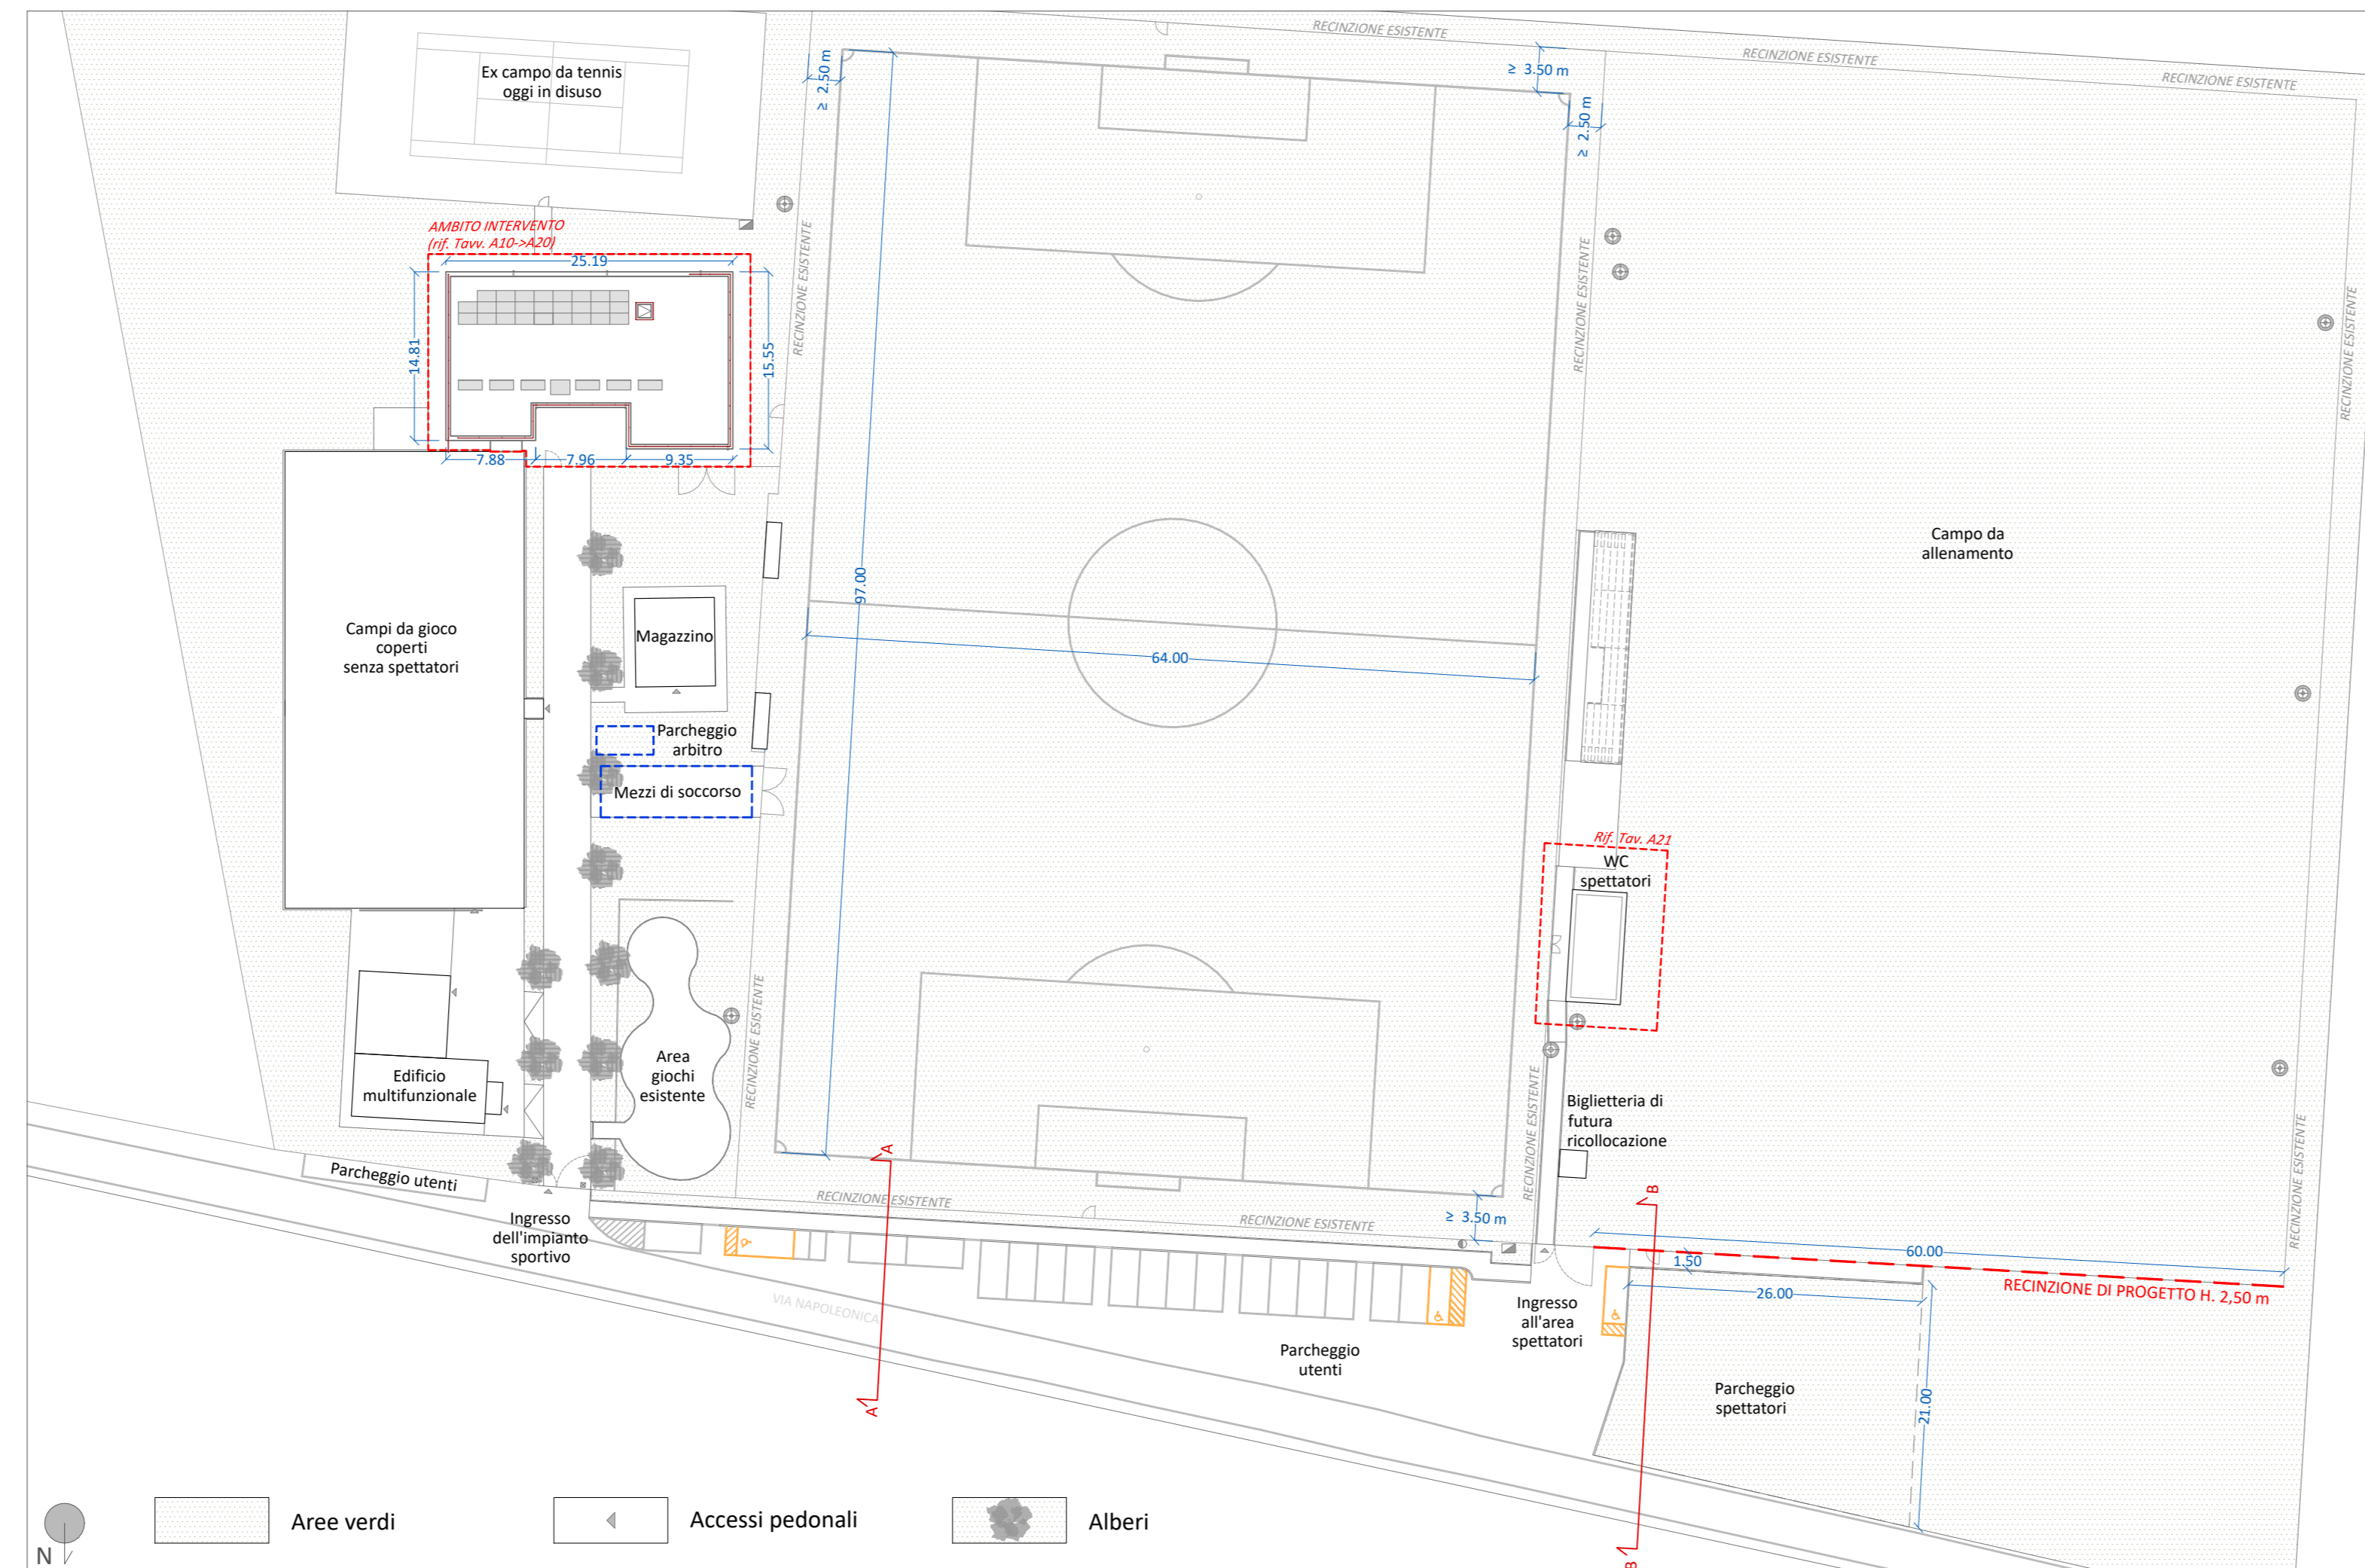 RECINZIONE ESISTENTE
RECINZIONE ESISTENTE
RECINZIONE ESISTENTE
≥ 2.50 m
≥ 3.50 m
≥ 2.50 m
Ex campo da tennis
oggi in disuso
AMBITO INTERVENTO
(rif. Tavv. A10->A20)
25.19
14.81
15.55
7.88
7.96
9.35
RECINZIONE ESISTENTE
RECINZIONE ESISTENTE
RECINZIONE ESISTENTE
Campo da
allenamento
97.00
64.00
Campi da gioco
coperti
senza spettatori
Magazzino
Parcheggio
arbitro
Mezzi di soccorso
Rif. Tav. A21
WC
spettatori
RECINZIONE ESISTENTE
Area
giochi
esistente
Edificio
multifunzionale
RECINZIONE ESISTENTE
Biglietteria di
futura
ricollocazione
RECINZIONE ESISTENTE
Parcheggio utenti
Ingresso
dell'impianto
sportivo
RECINZIONE ESISTENTE
RECINZIONE ESISTENTE
≥ 3.50 m
A
A
B
B
60.00
1.50
26.00
21.00
RECINZIONE DI PROGETTO H. 2,50 m
VIA NAPOLEONICA
Ingresso
all'area
spettatori
Parcheggio
utenti
Parcheggio
spettatori
N
Aree verdi
Accessi pedonali
Alberi